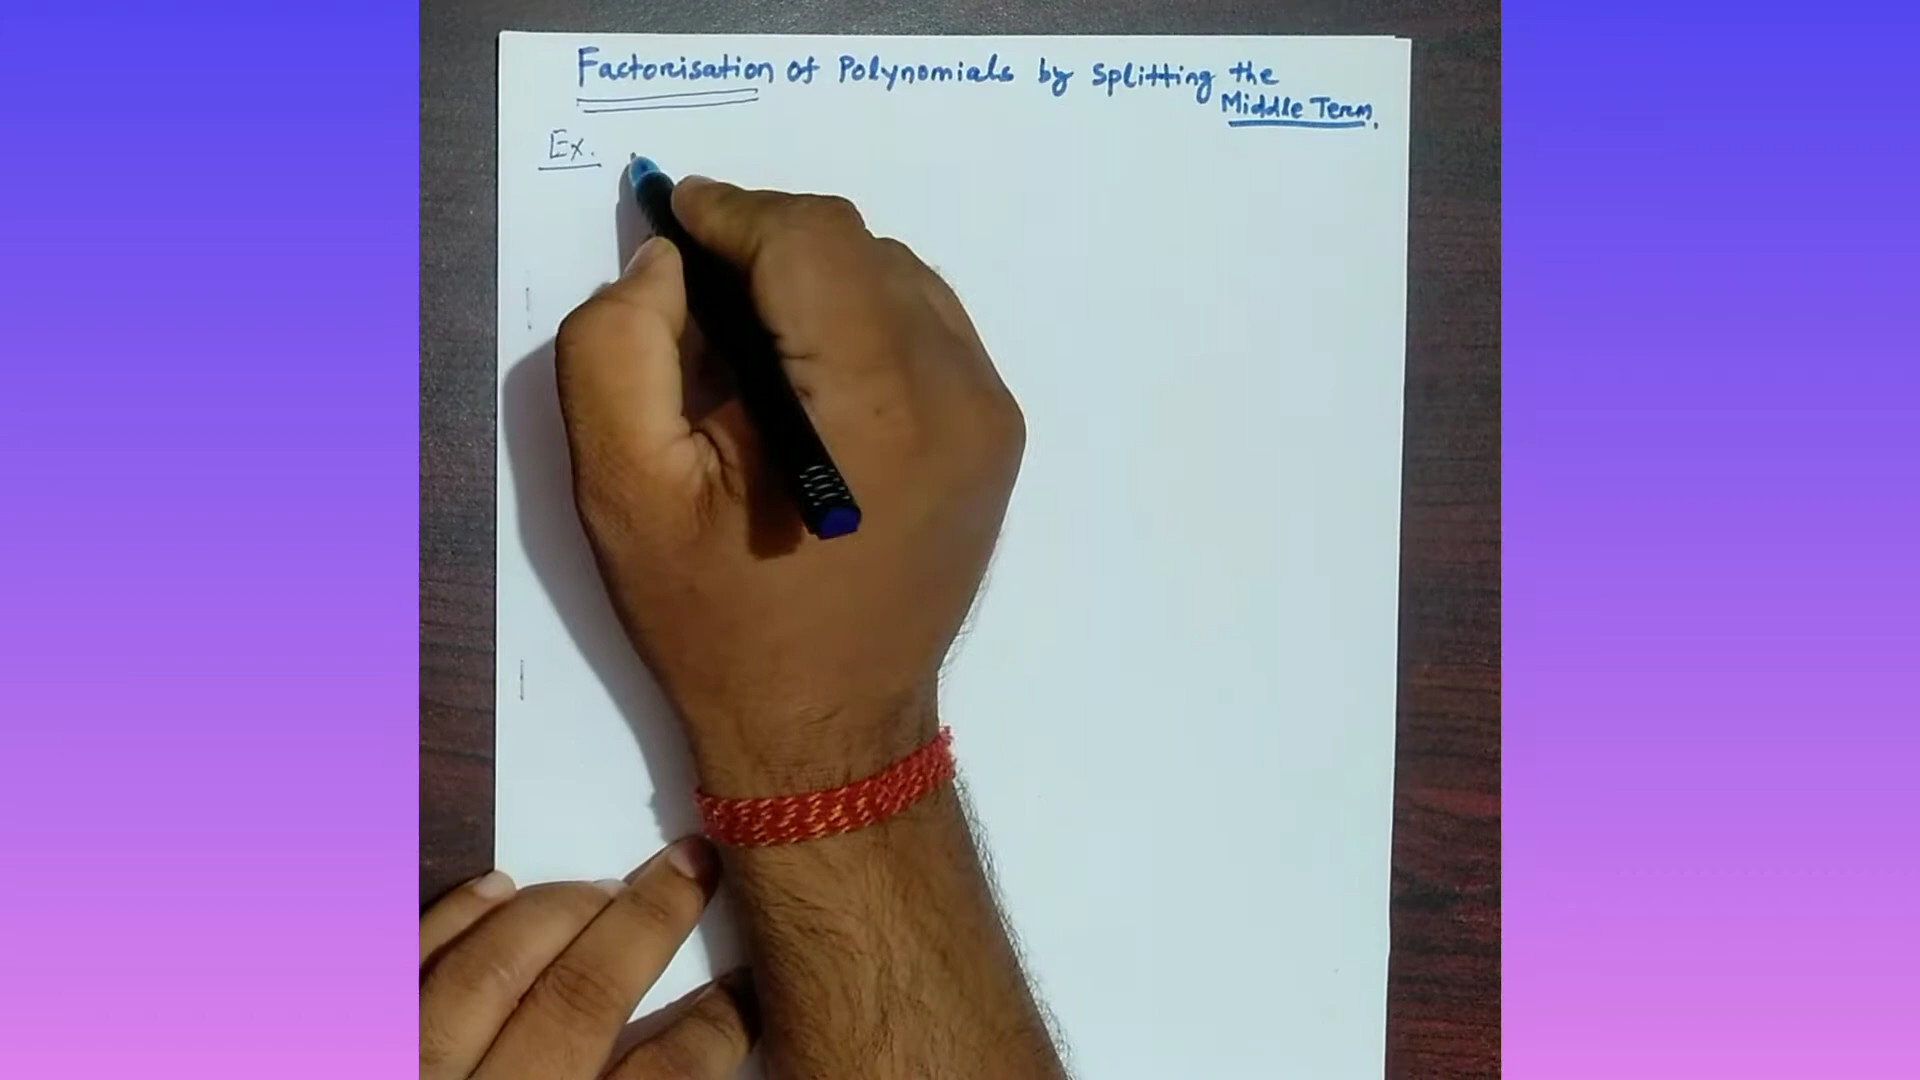 Factorisation of Polynomials by Splitting the
Middle Term.
Ex.